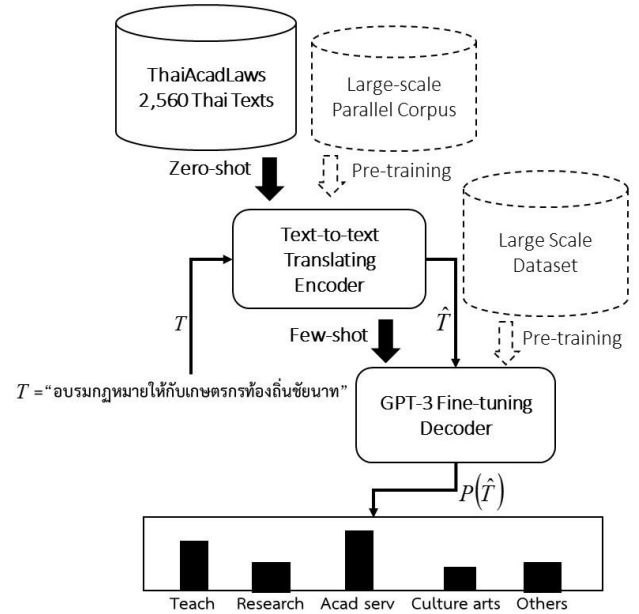 ThaiAcadLaws
2,560 Thai Texts
Large-scale
Parallel Corpus
Zero-shot
Pre-training
Text-to-text
Translating
Encoder
Large Scale
Dataset
T
T̂
Few-shot
Pre-training
T ="อบรมกฏหมายให้กับเกษตรกรท้องถิ่นชัยนาท"
GPT-3 Fine-tuning
Decoder
P(T̂)
Teach Research Acad serv Culture arts Others